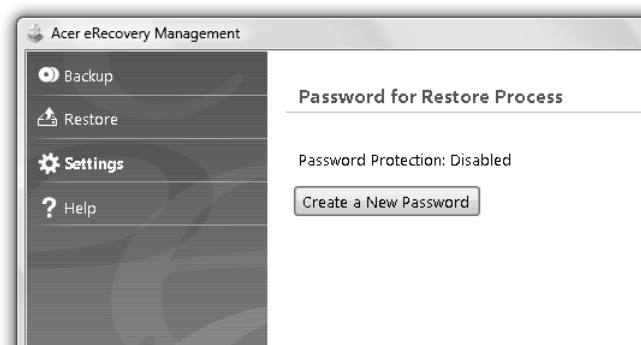 Acer eRecovery Management
Backup
Restore
Settings
Help
Password for Restore Process
Password Protection: Disabled
Create a New Password